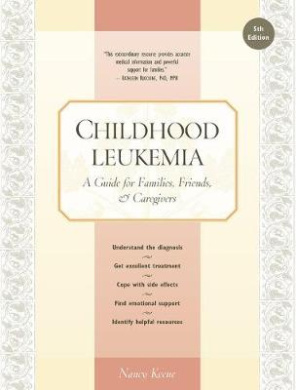 5th
Edition
"This extraordinary resource provides accurate
medical information and powerful
support for families."
CHILDHOOD
LEUKEMIA
A Guide for Families, Friends,
& Caregivers
Understand the diagnosis
Get excellent treatment
Cope with side effects
Find emotional support
Identify helpful resources
Nancy Keene